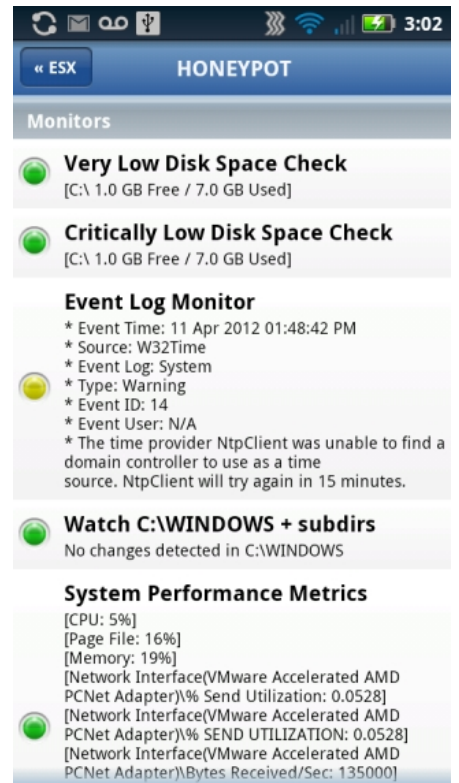 3:02
« ESX
HONEYPOT
Monitors
Very Low Disk Space Check
[C:\ 1.0 GB Free / 7.0 GB Used]
Critically Low Disk Space Check
[C:\ 1.0 GB Free / 7.0 GB Used]
Event Log Monitor
* Event Time: 11 Apr 2012 01:48:42 PM
* Source: W32Time
* Event Log: System
* Type: Warning
* Event ID: 14
* Event User: N/A
* The time provider NtpClient was unable to find a
domain controller to use as a time
source. NtpClient will try again in 15 minutes.
Watch C:\WINDOWS + subdirs
No changes detected in C:\WINDOWS
System Performance Metrics
[CPU: 5%]
[Page File: 16%]
[Memory: 19%]
[Network Interface(VMware Accelerated AMD
PCNet Adapter)\% Send Utilization: 0.0528]
[Network Interface(VMware Accelerated AMD
PCNet Adapter)\% SEND UTILIZATION: 0.0528]
[Network Interface(VMware Accelerated AMD
PCNet Adapter)\Bytes Received/Sec: 135000]